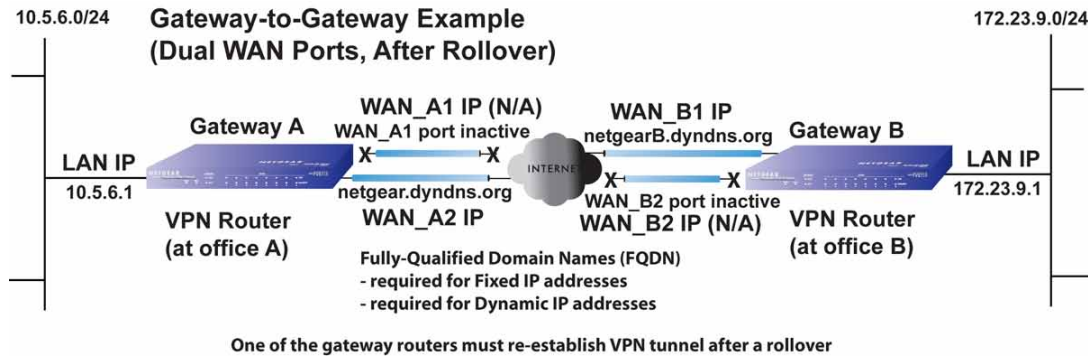 10.5.6.0/24
Gateway-to-Gateway Example
(Dual WAN Ports, After Rollover)
172.23.9.0/24
WAN_A1 IP (N/A)
WAN_A1 port inactive
WAN_B1 IP
netgearB.dyndns.org
Gateway A
Gateway B
X X
INTERNET
LAN IP
10.5.6.1
NETGEAR
netgear.dyndns.org
WAN_A2 IP
X X
WAN_B2 port inactive
WAN_B2 IP (N/A)
LAN IP
172.23.9.1
NETGEAR
VPN Router
(at office A)
VPN Router
(at office B)
Fully-Qualified Domain Names (FQDN)
- required for Fixed IP addresses
- required for Dynamic IP addresses
One of the gateway routers must re-establish VPN tunnel after a rollover